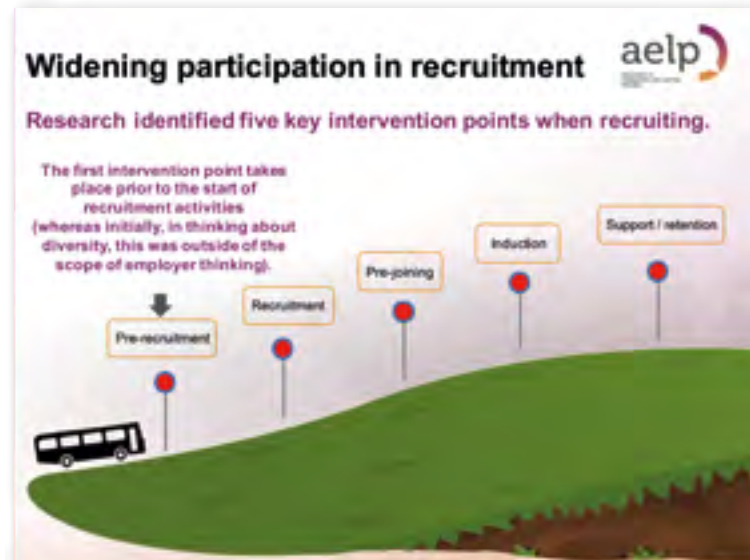 Widening participation in recruitment
aelp
Research identified five key intervention points when recruiting.
The first intervention point takes
place prior to the start of
recruitment activities
(whereas initially, in thinking about
diversity, this was outside of the
scope of employer thinking).
Pre-recruitment
Recruitment
Pre-joining
Induction
Support / retention